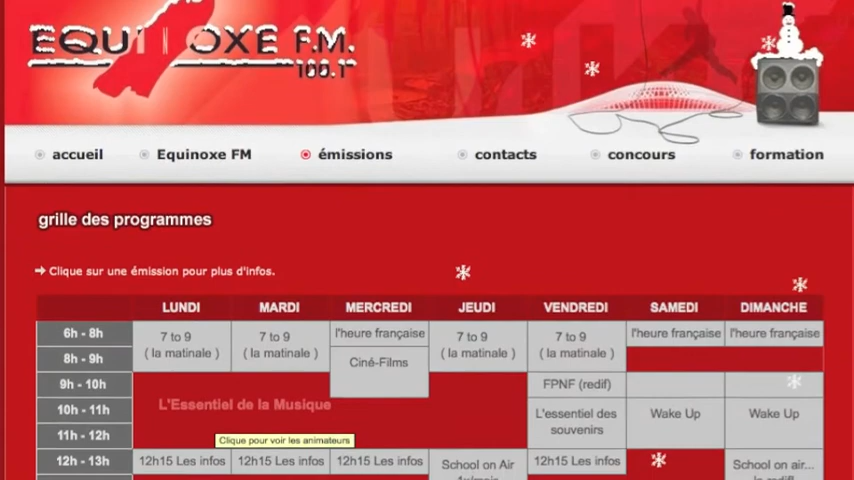 EQUINOXE F.M.
100.1
accueil Equinoxe FM émissions contacts concours formation
grille des programmes
Clique sur une émission pour plus d'infos.
LUNDI MARDI MERCREDI JEUDI VENDREDI SAMEDI DIMANCHE
6h - 8h 7 to 9 7 to 9 l'heure française 7 to 9 7 to 9 l'heure française l'heure française
8h - 9h ( la matinale ) ( la matinale ) Ciné-Films ( la matinale ) ( la matinale )
9h - 10h FPNF (redif)
10h - 11h L'Essentiel de la Musique L'essentiel des Wake Up Wake Up
11h - 12h souvenirs
Clique pour voir les animateurs
12h - 13h 12h15 Les infos 12h15 Les infos 12h15 Les infos School on Air 12h15 Les infos School on air...